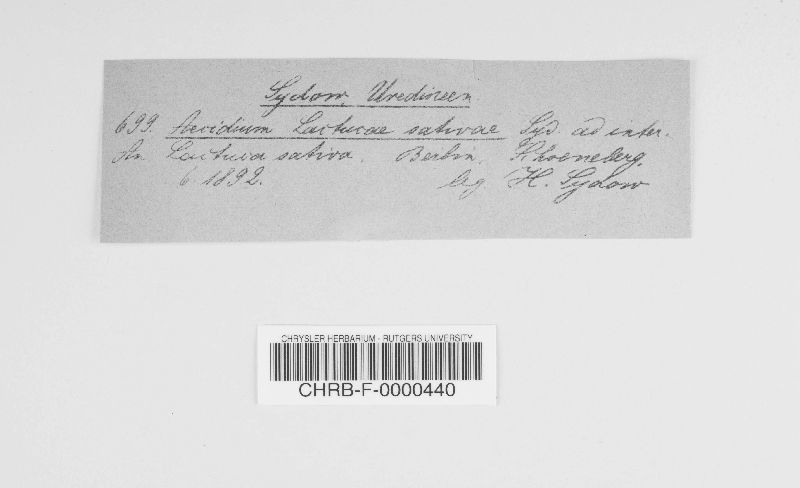 Sydow, Uredineen.
699. Aecidium Lactucae sativae Syd. ad inter.
An Lactuca sativa. Berlin, Schoeneberg.
6. 1892. leg. H. Sydow
CHRYSLER HERBARIUM - RUTGERS UNIVERSITY
CHRB-F-0000440